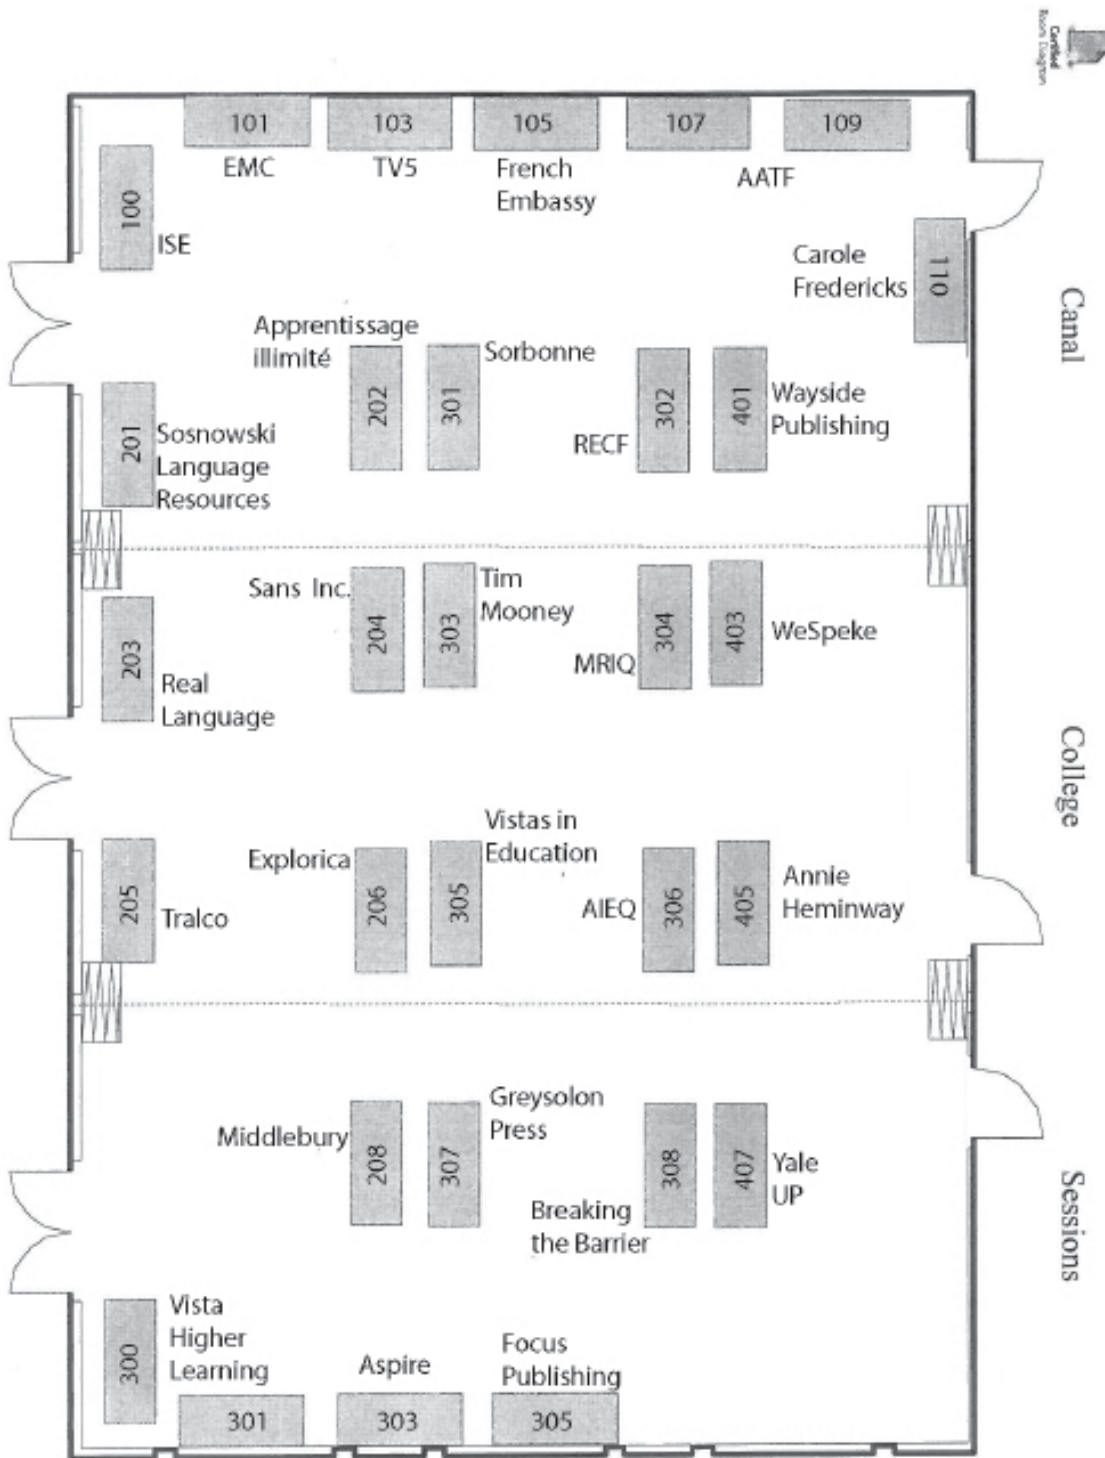 Certified
Room Diagram
101
103
105
107
109
EMC
TV5
French
Embassy
AATF
100
ISE
Carole
Fredericks
110
Canal
Apprentissage
illimité
202
301
Sorbonne
302
RECF
401
Wayside
Publishing
201
Sosnowski
Language
Resources
Sans Inc.
204
303
Tim
Mooney
304
MRIQ
403
WeSpeke
203
Real
Language
College
Explorica
206
305
Vistas in
Education
AIEQ
306
405
Annie
Heminway
205
Tralco
Middlebury
208
307
Greysolon
Press
308
Breaking
the Barrier
407
Yale
UP
Sessions
300
Vista
Higher
Learning
Aspire
Focus
Publishing
301
303
305